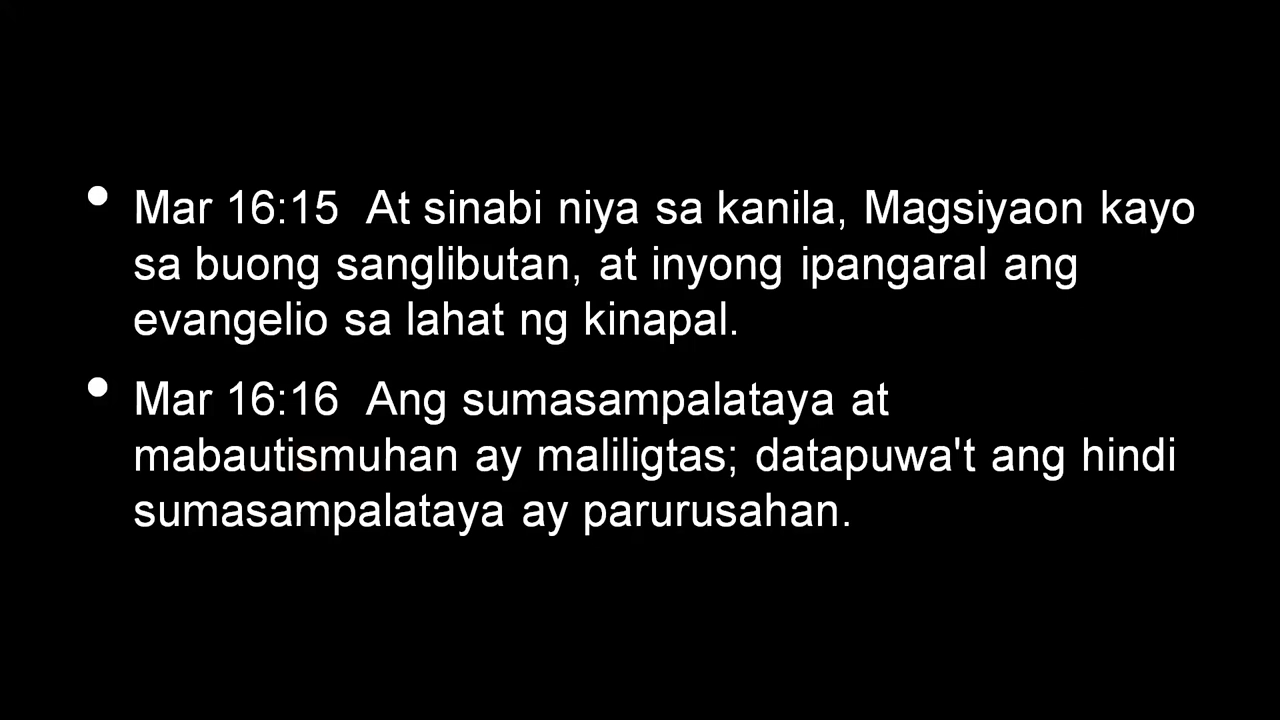 • Mar 16:15  At sinabi niya sa kanila, Magsiyaon kayo
sa buong sanglibutan, at inyong ipangaral ang
evangelio sa lahat ng kinapal.
• Mar 16:16  Ang sumasampalataya at
mabautismuhan ay maliligtas; datapuwa't ang hindi
sumasampalataya ay parurusahan.